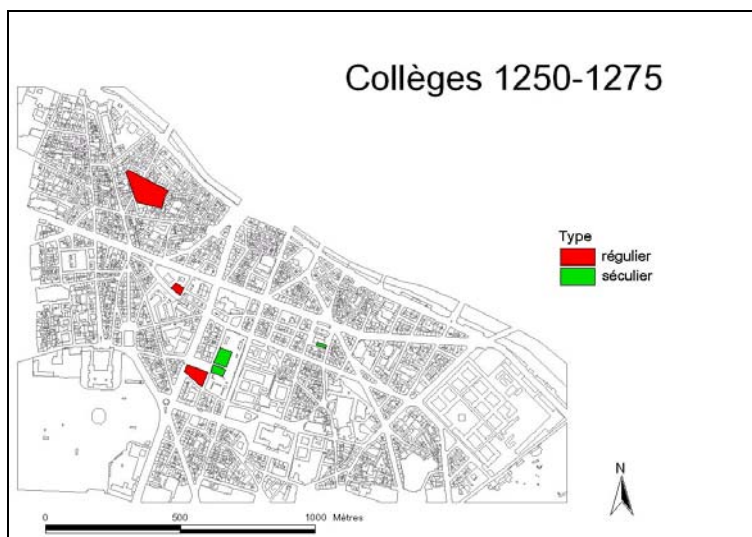 Collèges 1250-1275
Type
régulier
séculier
N
0 500 1000 Mètres